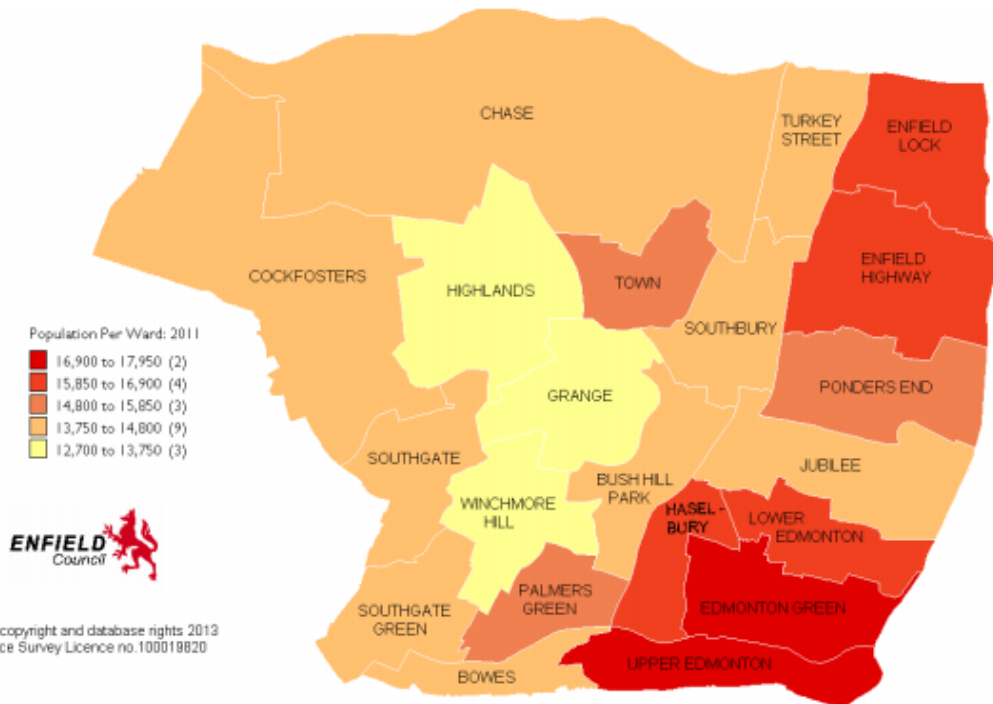 CHASE
TURKEY
STREET
ENFIELD
LOCK
COCKFOSTERS
HIGHLANDS
TOWN
ENFIELD
HIGHWAY
SOUTHBURY
Population Per Ward: 2011
16,900 to 17,950 (2)
15,850 to 16,900 (4)
14,800 to 15,850 (3)
13,750 to 14,800 (9)
12,700 to 13,750 (3)
PONDERS END
GRANGE
SOUTHGATE
JUBILEE
BUSH HILL
PARK
WINCHMORE
HILL
HASEL -
BURY
LOWER
EDMONTON
ENFIELD
Council
PALMERS
GREEN
EDMONTON GREEN
SOUTHGATE
GREEN
copyright and database rights 2013
ce Survey Licence no.100019820
UPPER EDMONTON
BOWES